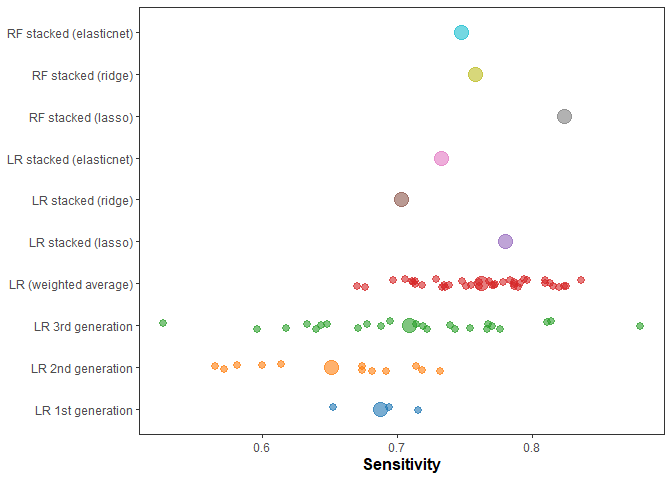 RF stacked (elasticnet)
RF stacked (ridge)
RF stacked (lasso)
LR stacked (elasticnet)
LR stacked (ridge)
LR stacked (lasso)
LR (weighted average)
LR 3rd generation
LR 2nd generation
LR 1st generation
0.6 0.7 0.8
Sensitivity